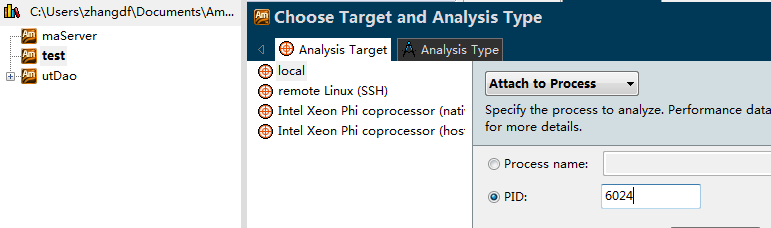 C:\Users\zhangdf\Documents\Am...
maServer
test
utDao
Choose Target and Analysis Type
Analysis Target
Analysis Type
local
remote Linux (SSH)
Intel Xeon Phi coprocessor (nati
Intel Xeon Phi coprocessor (host
Attach to Process
Specify the process to analyze. Performance data
for more details.
Process name:
PID:
6024